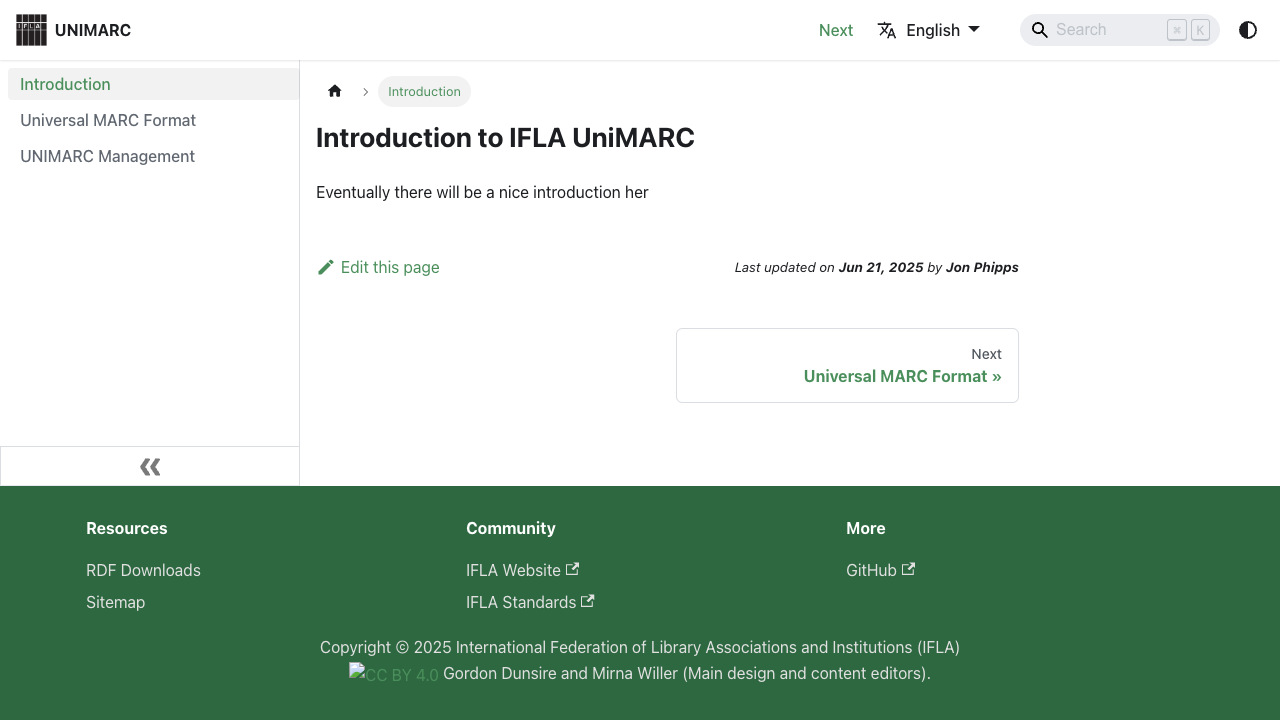 IFLA
UNIMARC
Next
English
Search
⌘ K
Introduction
Universal MARC Format
UNIMARC Management
Introduction
Introduction to IFLA UniMARC
Eventually there will be a nice introduction her
Edit this page
Last updated on Jun 21, 2025 by Jon Phipps
Next
Universal MARC Format »
Resources
RDF Downloads
Sitemap
Community
IFLA Website
IFLA Standards
More
GitHub
Copyright © 2025 International Federation of Library Associations and Institutions (IFLA)
CC BY 4.0 Gordon Dunsire and Mirna Willer (Main design and content editors).